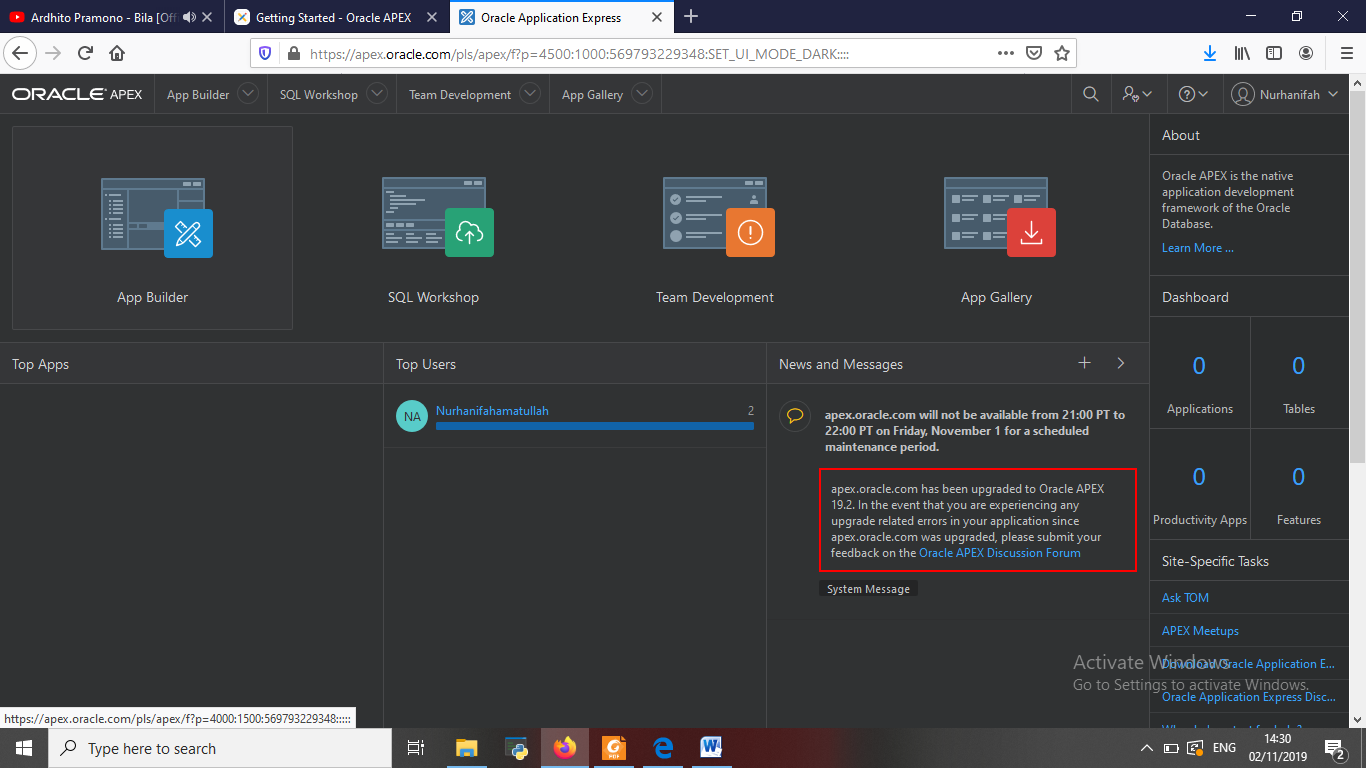 Ardhito Pramono - Bila [Off
Getting Started - Oracle APEX
Oracle Application Express
https://apex.oracle.com/pls/apex/f?p=4500:1000:569793229348:SET_UI_MODE_DARK::::
ORACLE APEX
App Builder
SQL Workshop
Team Development
App Gallery
Nurhanifah
App Builder
SQL Workshop
Team Development
App Gallery
About
Oracle APEX is the native
application development
framework of the Oracle
Database.
Learn More ...
Dashboard
0
Applications
0
Tables
0
Productivity Apps
0
Features
Top Apps
Top Users
NA
Nurhanifahamatullah
2
News and Messages
apex.oracle.com will not be available from 21:00 PT to
22:00 PT on Friday, November 1 for a scheduled
maintenance period.
apex.oracle.com has been upgraded to Oracle APEX
19.2. In the event that you are experiencing any
upgrade related errors in your application since
apex.oracle.com was upgraded, please submit your
feedback on the Oracle APEX Discussion Forum
System Message
Site-Specific Tasks
Ask TOM
APEX Meetups
Download Oracle Application E...
Oracle Application Express Disc...
Activate Windows
Go to Settings to activate Windows.
https://apex.oracle.com/pls/apex/f?p=4000:1500:569793229348:::::
Type here to search
PDF
ENG
14:30
02/11/2019
2